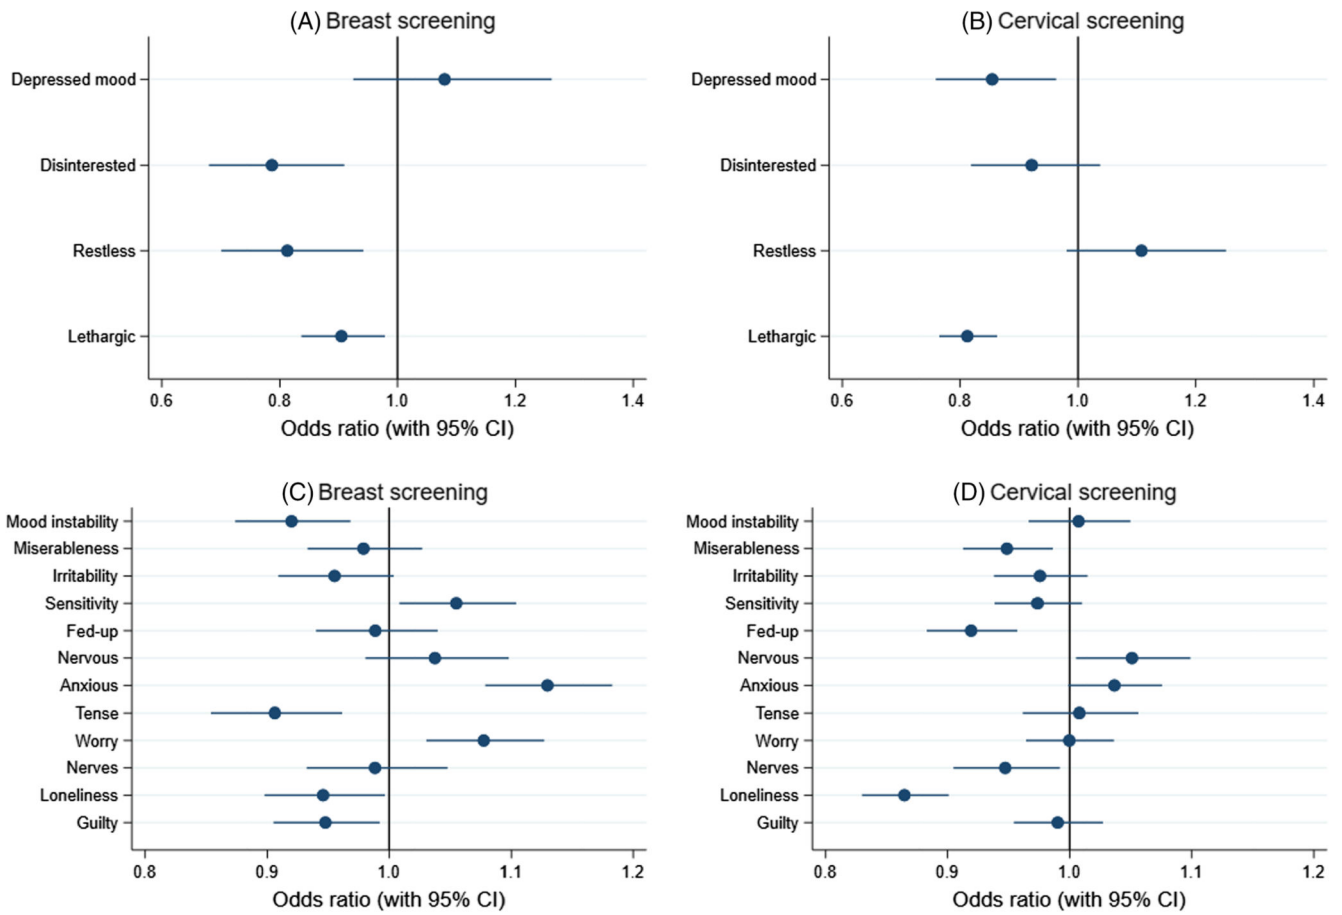 (A) Breast screening
Depressed mood
Disinterested
Restless
Lethargic
0.6 0.8 1.0 1.2 1.4
Odds ratio (with 95% CI)
(B) Cervical screening
Depressed mood
Disinterested
Restless
Lethargic
0.6 0.8 1.0 1.2 1.4
Odds ratio (with 95% CI)
(C) Breast screening
Mood instability
Miserableness
Irritability
Sensitivity
Fed-up
Nervous
Anxious
Tense
Worry
Nerves
Loneliness
Guilty
0.8 0.9 1.0 1.1 1.2
Odds ratio (with 95% CI)
(D) Cervical screening
Mood instability
Miserableness
Irritability
Sensitivity
Fed-up
Nervous
Anxious
Tense
Worry
Nerves
Loneliness
Guilty
0.8 0.9 1.0 1.1 1.2
Odds ratio (with 95% CI)